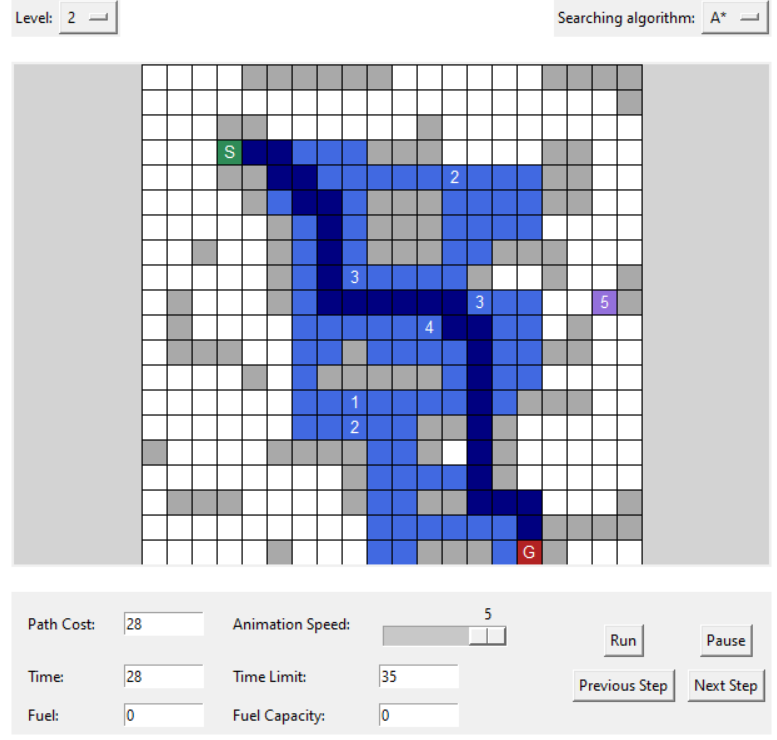 Level: 2 Searching algorithm: A*
S
2
3
3 5
4
1
2
G
5
Path Cost: 28 Animation Speed: Run Pause
Time: 28 Time Limit: 35 Previous Step Next Step
Fuel: 0 Fuel Capacity: 0